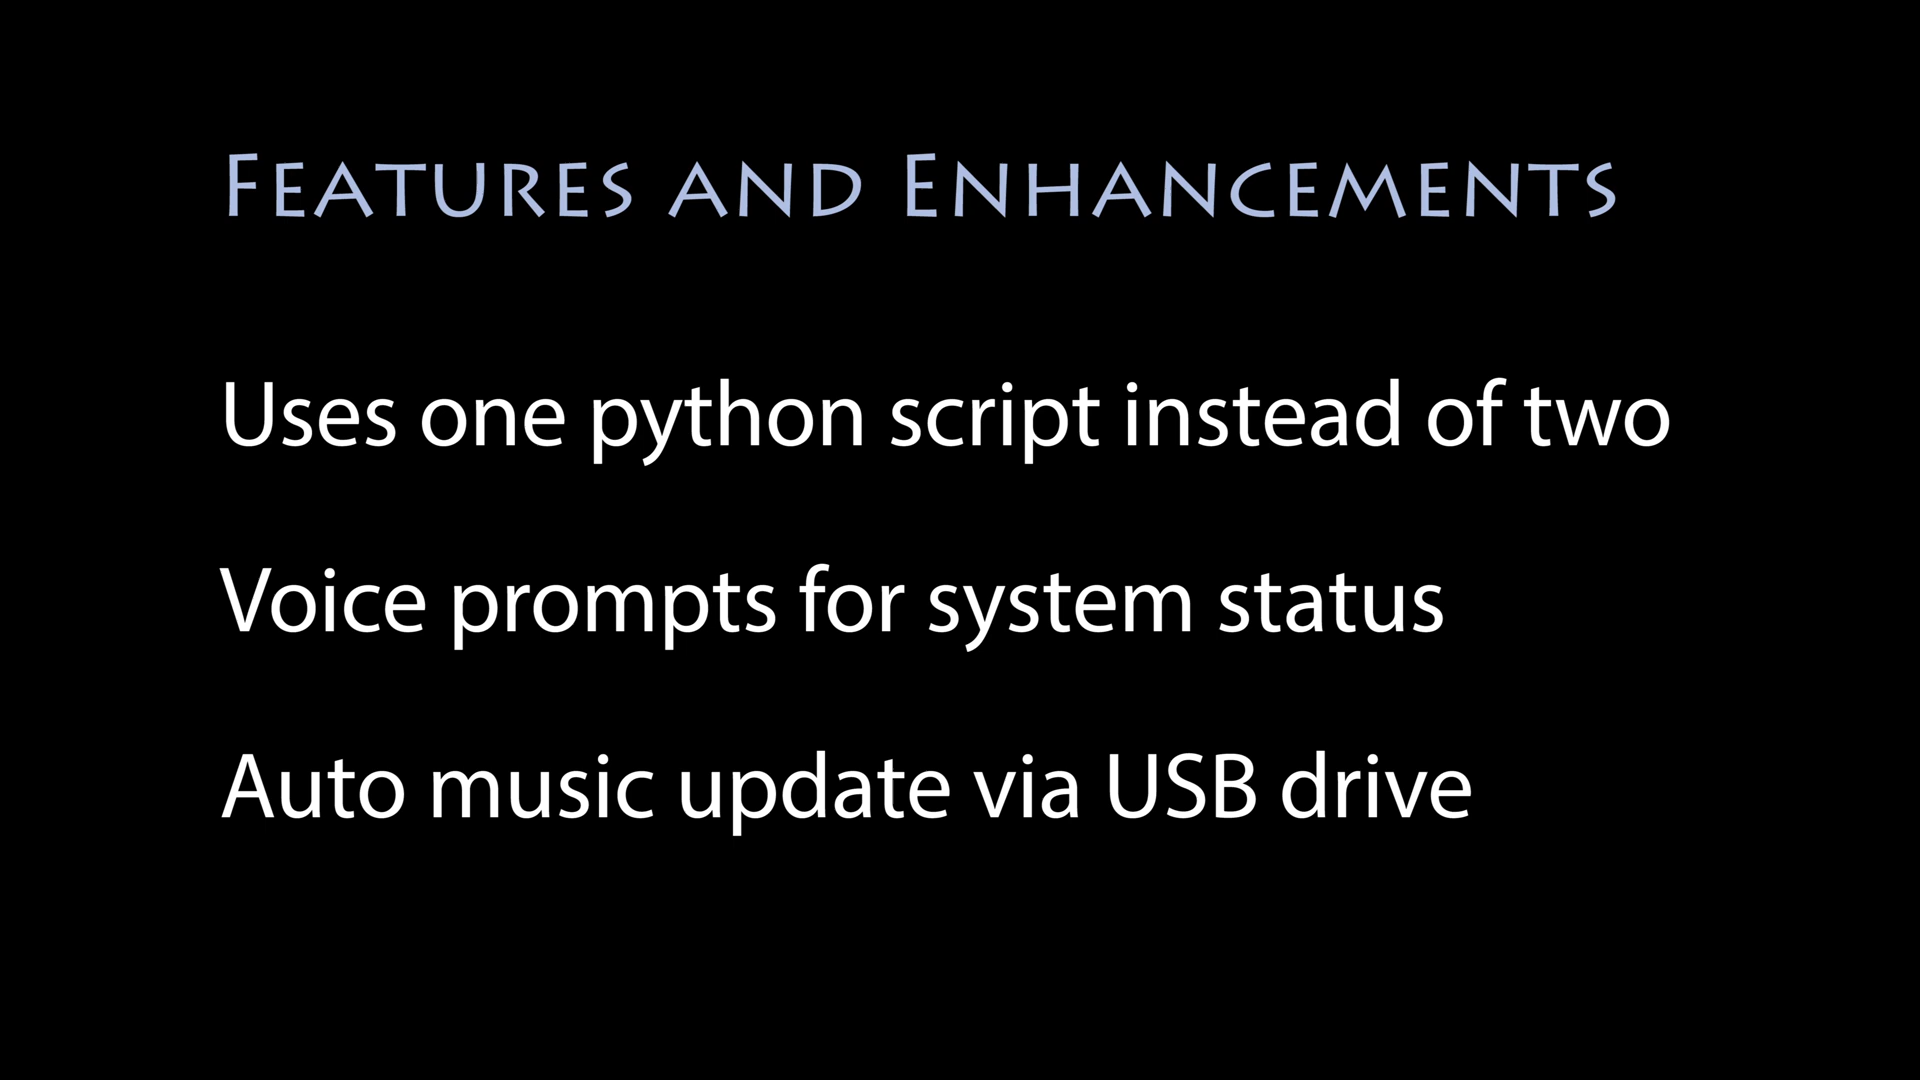 Features and Enhancements
Uses one python script instead of two
Voice prompts for system status
Auto music update via USB drive